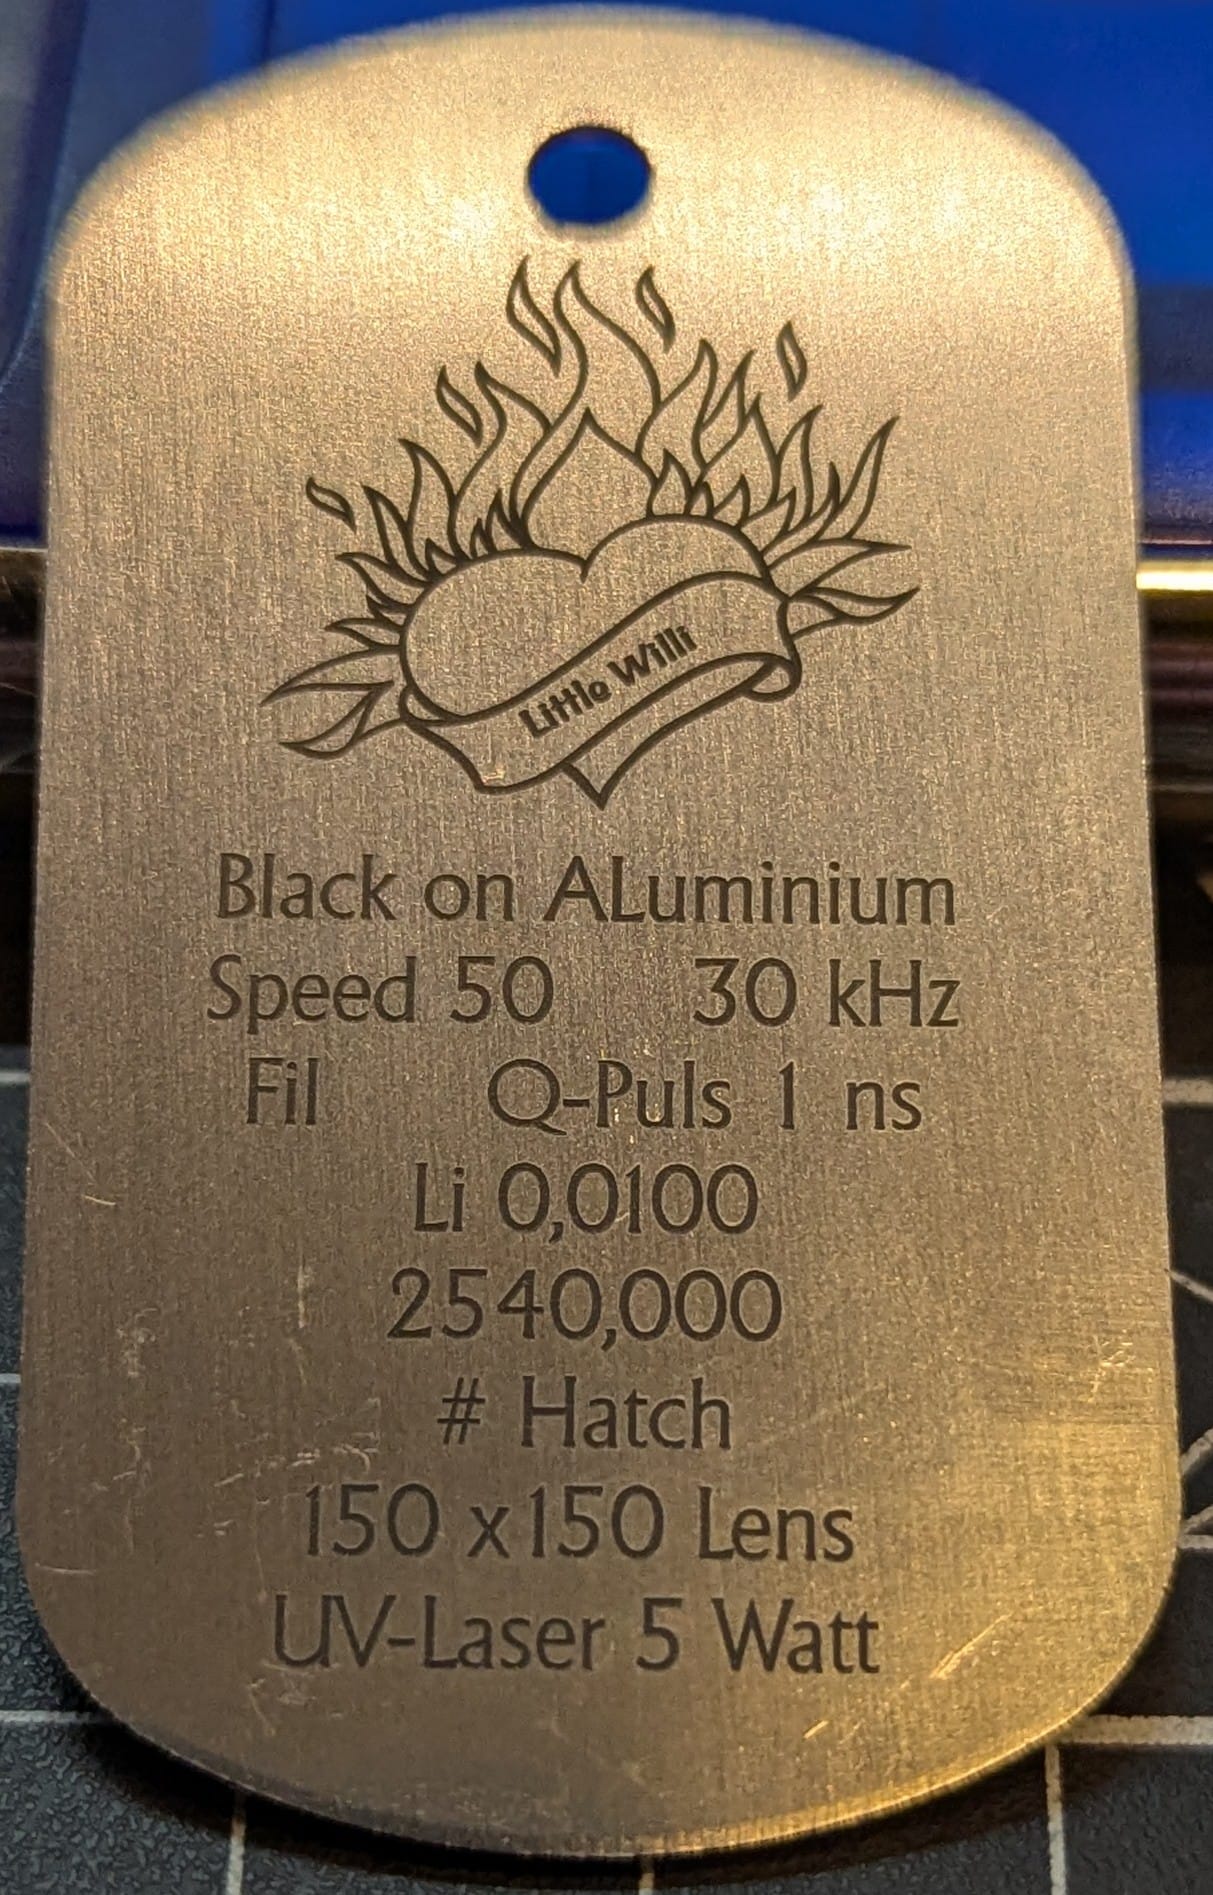 Little Willi
Black on ALuminium
Speed 50 30 kHz
Fil Q-Puls 1 ns
Li 0,0100
2540,000
# Hatch
150 x150 Lens
UV-Laser 5 Watt